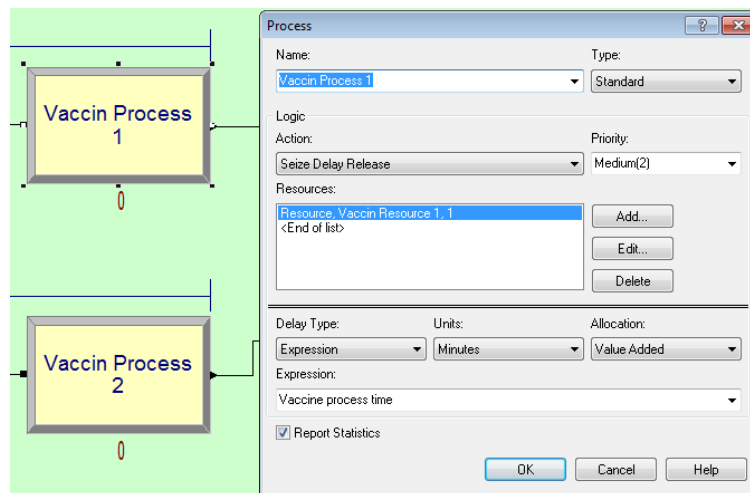 Vaccin Process
1
0
Vaccin Process
2
0
Process
Name:
Type:
Vaccin Process 1
Standard
Logic
Action:
Priority:
Seize Delay Release
Medium(2)
Resources:
Resource, Vaccin Resource 1, 1
<End of list>
Add...
Edit...
Delete
Delay Type:
Units:
Allocation:
Expression
Minutes
Value Added
Expression:
Vaccine process time
Report Statistics
OK
Cancel
Help